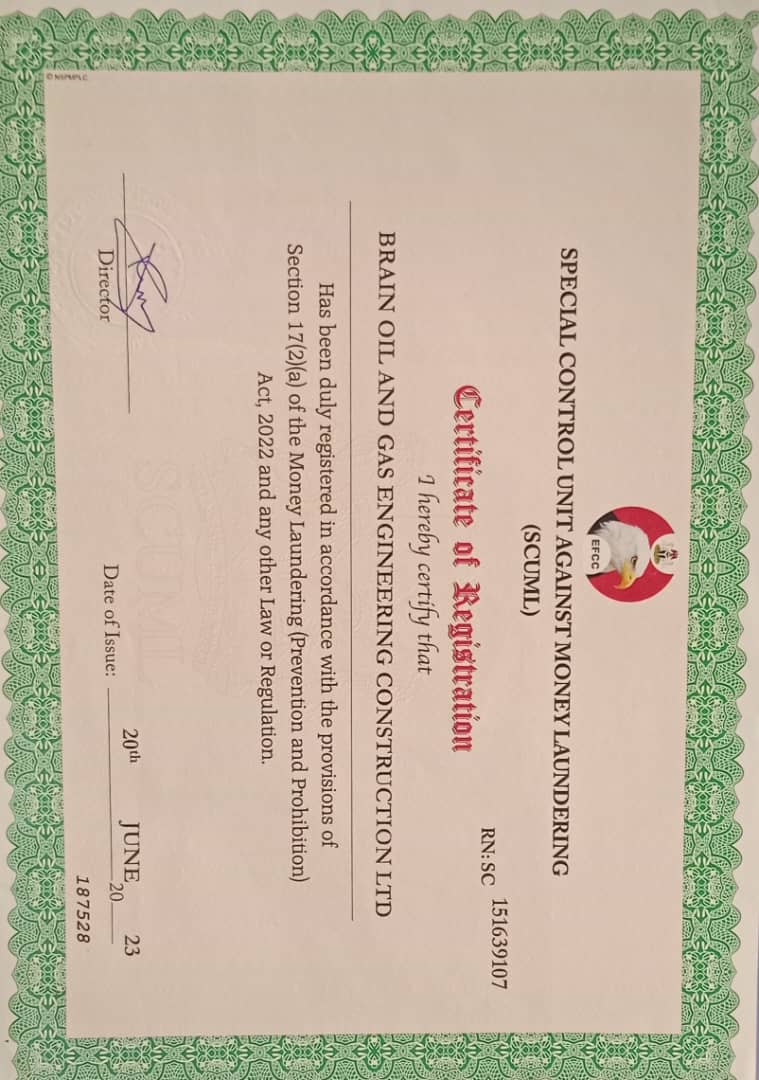 © NSPMPLC
EFCC
SPECIAL CONTROL UNIT AGAINST MONEY LAUNDERING
(SCUML)
RN: SC 151639107
Certificate of Registration
I hereby certify that
BRAIN OIL AND GAS ENGINEERING CONSTRUCTION LTD
Has been duly registered in accordance with the provisions of
Section 17(2)(a) of the Money Laundering (Prevention and Prohibition)
Act, 2022 and any other Law or Regulation.
SCUML
Director
Date of Issue: 20th JUNE 20 23
187528